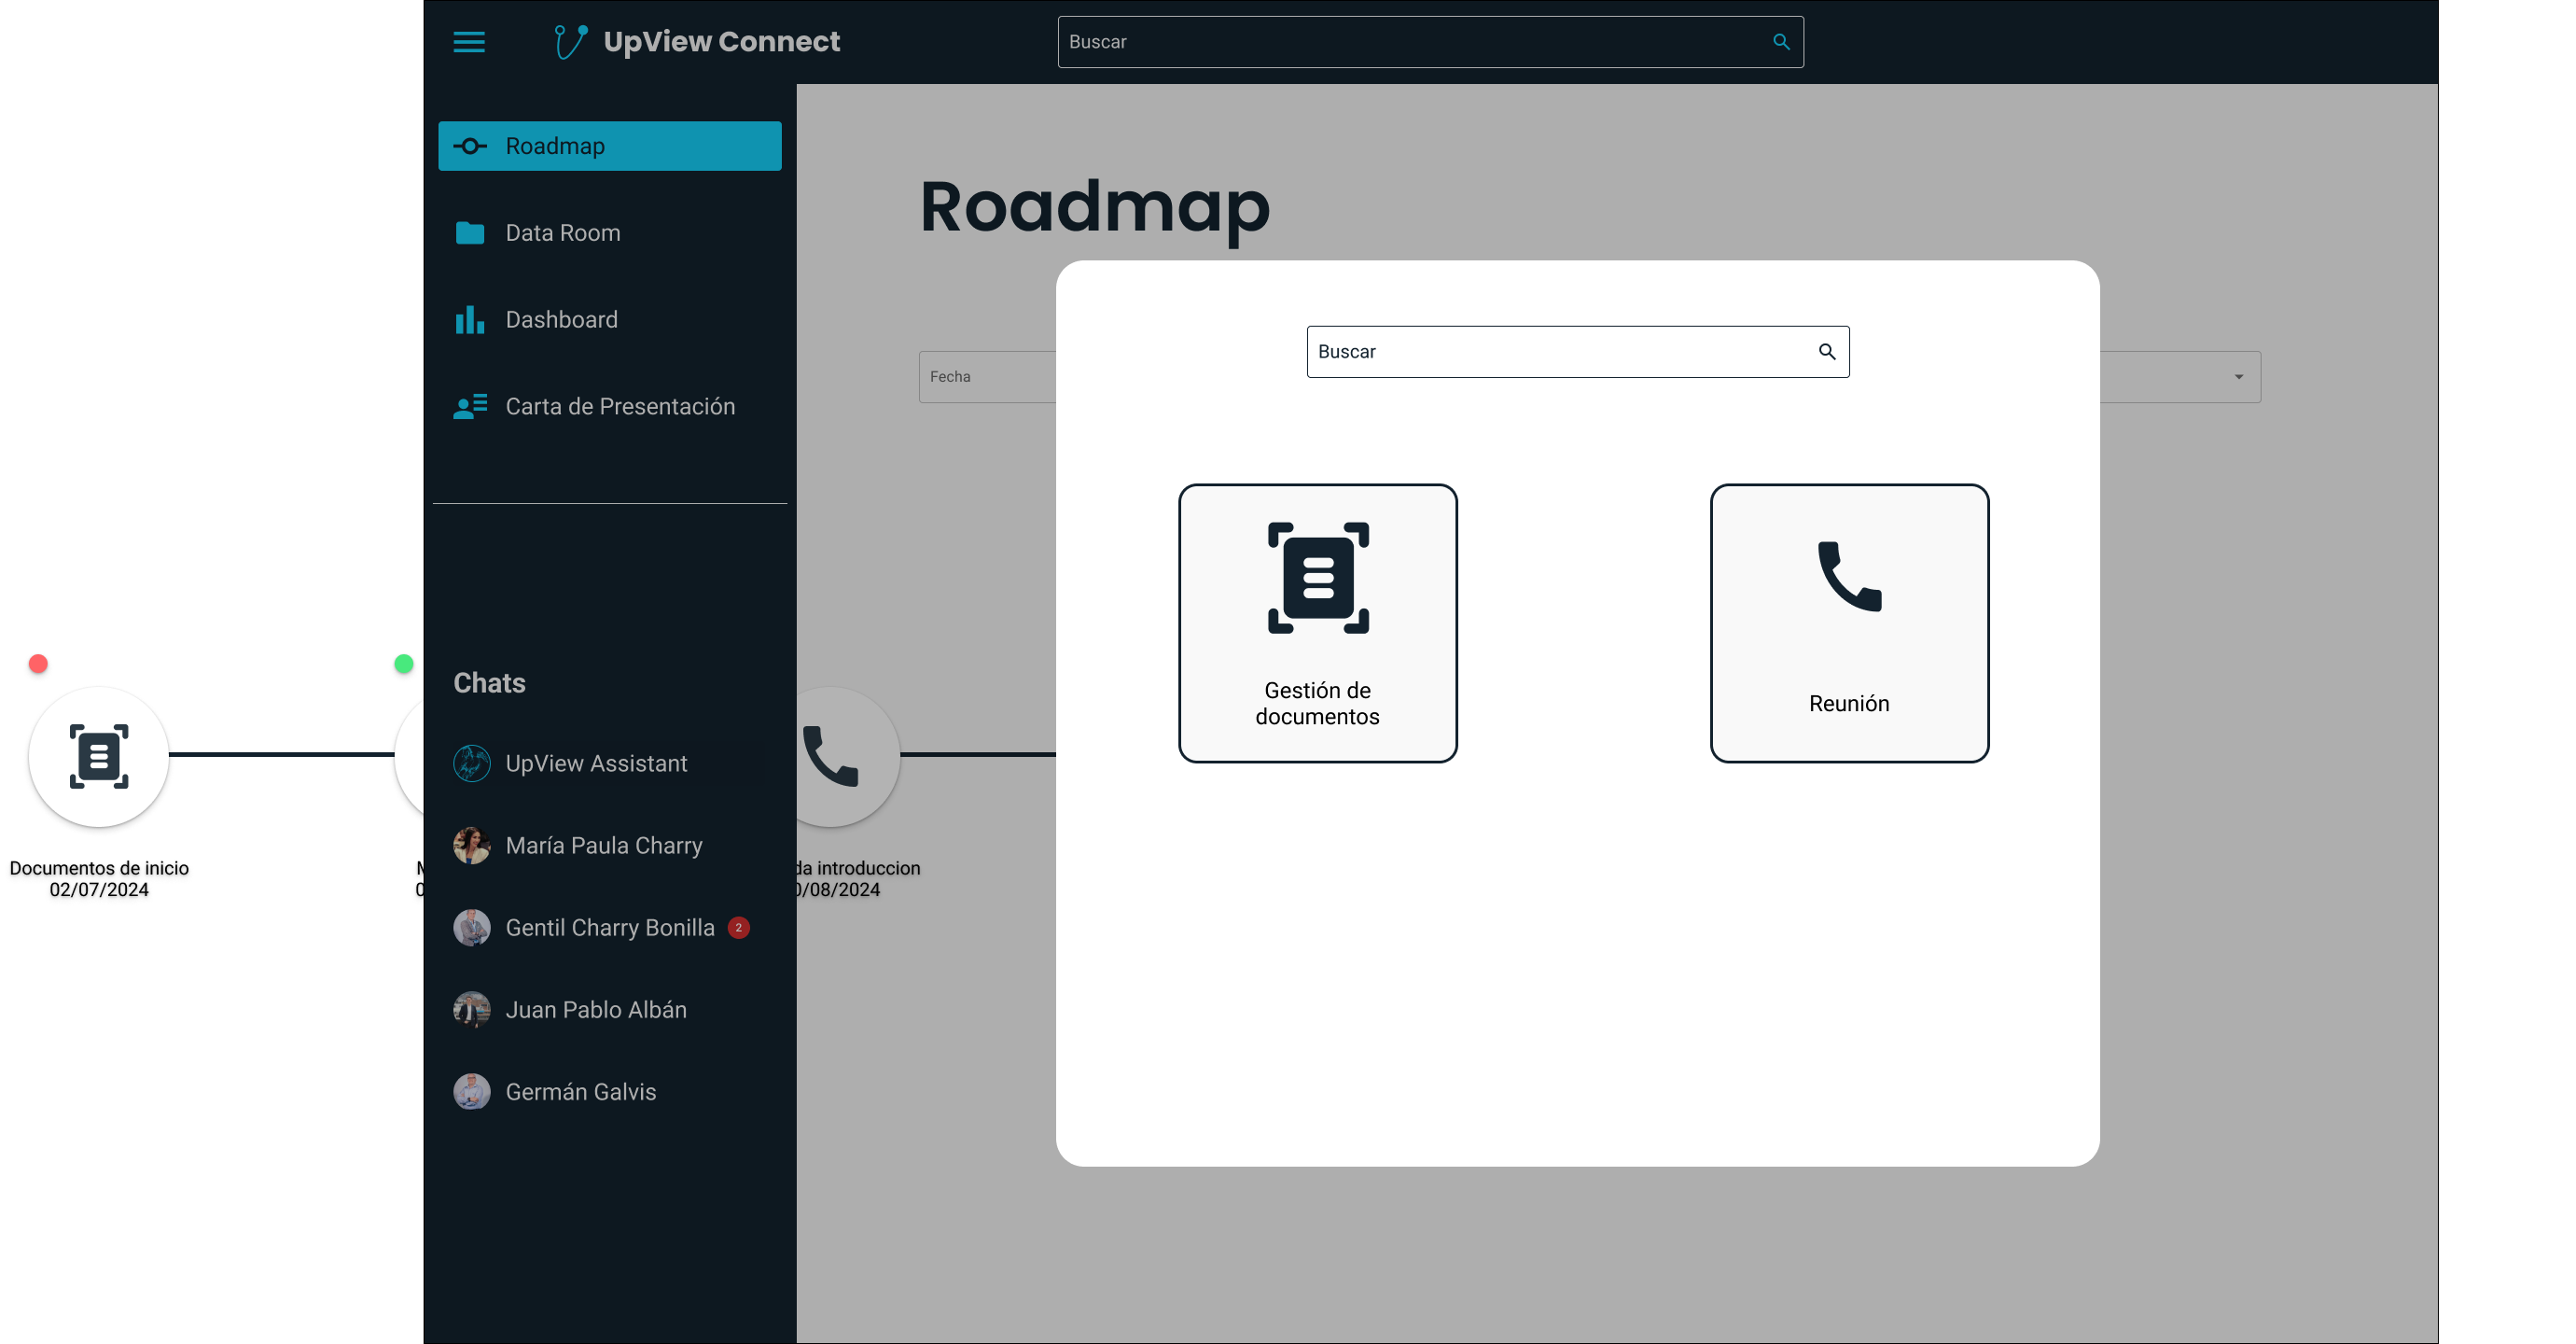 UpView Connect
Buscar
Roadmap
Data Room
Dashboard
Carta de Presentación
Chats
UpView Assistant
María Paula Charry
Gentil Charry Bonilla 2
Juan Pablo Albán
Germán Galvis
Roadmap
Fecha
Buscar
Gestión de
documentos
Reunión
Documentos de inicio
02/07/2024
introduccion
/08/2024